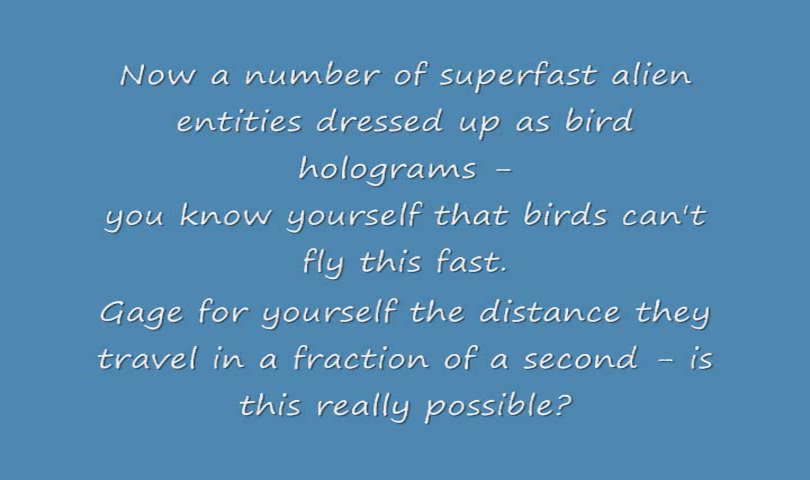 Now a number of superfast alien
entities dressed up as bird
holograms -
you know yourself that birds can't
fly this fast.
Gage for yourself the distance they
travel in a fraction of a second - is
this really possible?